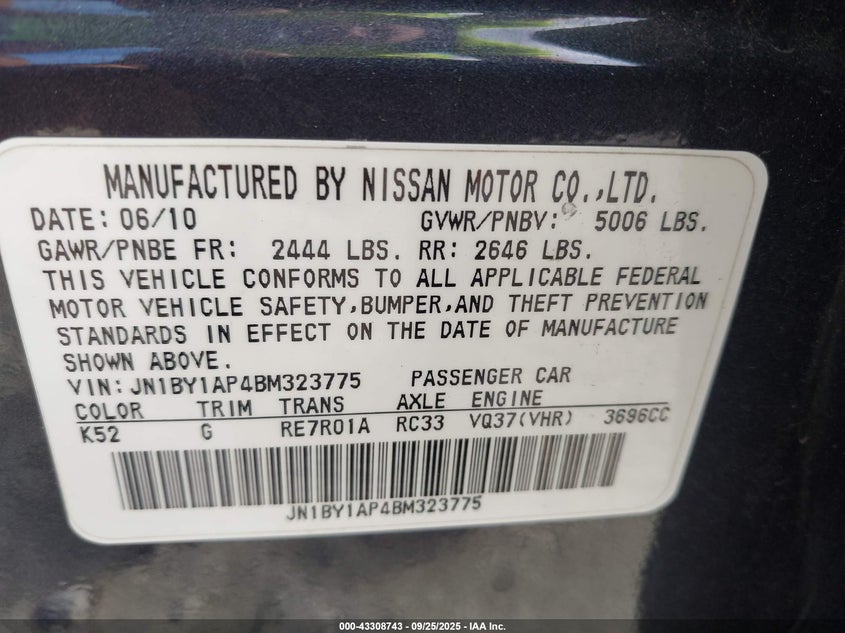 MANUFACTURED BY NISSAN MOTOR CO.,LTD.
DATE: 06/10 GVWR/PNBV: 5006 LBS.
GAWR/PNBE FR: 2444 LBS. RR: 2646 LBS.
THIS VEHICLE CONFORMS TO ALL APPLICABLE FEDERAL
MOTOR VEHICLE SAFETY,BUMPER,AND THEFT PREVENTION
STANDARDS IN EFFECT ON THE DATE OF MANUFACTURE
SHOWN ABOVE.
VIN: JN1BY1AP4BM323775 PASSENGER CAR
COLOR TRIM TRANS AXLE ENGINE
K52 G RE7R01A RC33 VQ37(VHR) 3696CC
JN1BY1AP4BM323775
000-43308743 - 09/25/2025 - IAA Inc.